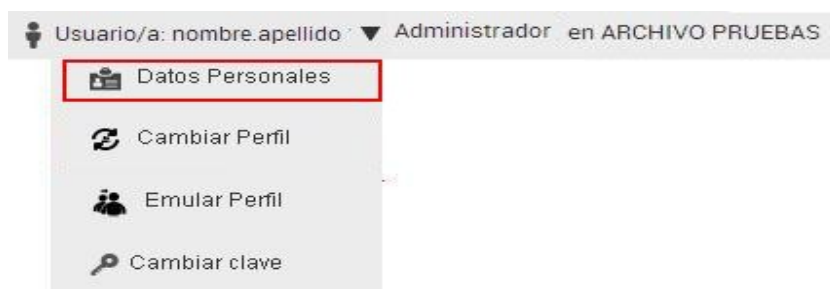 Usuario/a: nombre.apellido ▼ Administrador en ARCHIVO PRUEBAS
Datos Personales
Cambiar Perfil
Emular Perfil
Cambiar clave